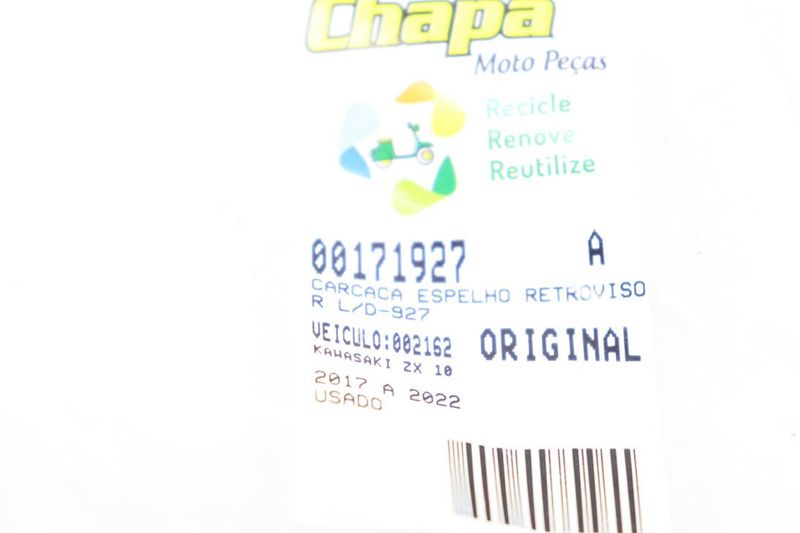 Chapa
Moto Peças
Recicle
Renove
Reutilize
00171927 A
CARCACA ESPELHO RETROVISO
R L/D-927
VEICULO:002162 ORIGINAL
KAWASAKI ZX 10
2017 A 2022
USADO